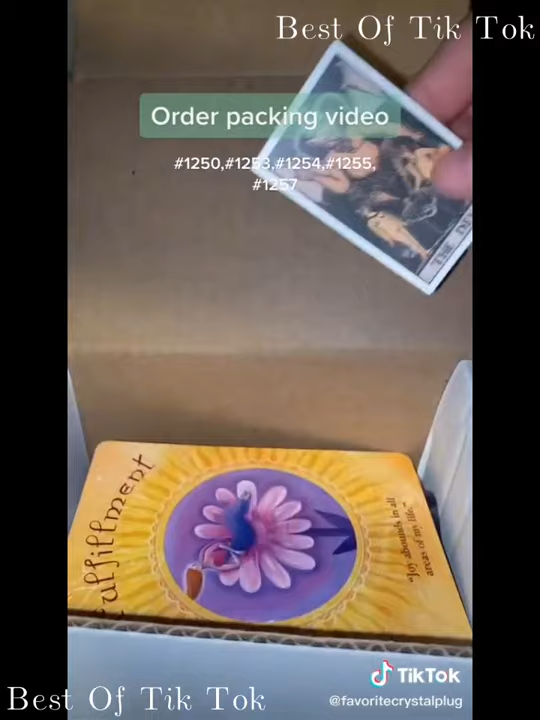 Best Of Tik Tok
Order packing video
#1250,#1253,#1254,#1255,
#1257
Fulfillment
"Joy abounds in all
areas of my life."
TikTok
@favoritecrystalplug
Best Of Tik Tok